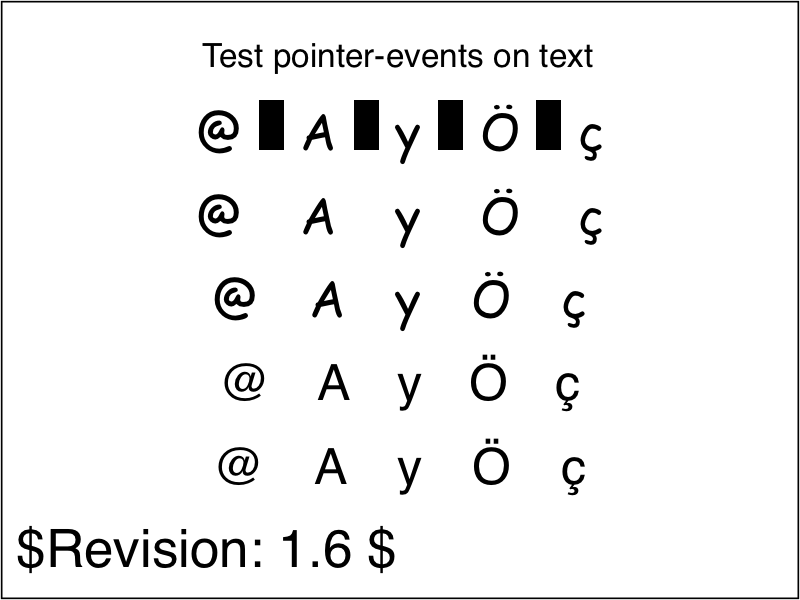 Test pointer-events on text
@ █ A █ y █ Ö █ ç
@ A y Ö ç
@ A y Ö ç
@ A y Ö ç
@ A y Ö ç
$Revision: 1.6 $